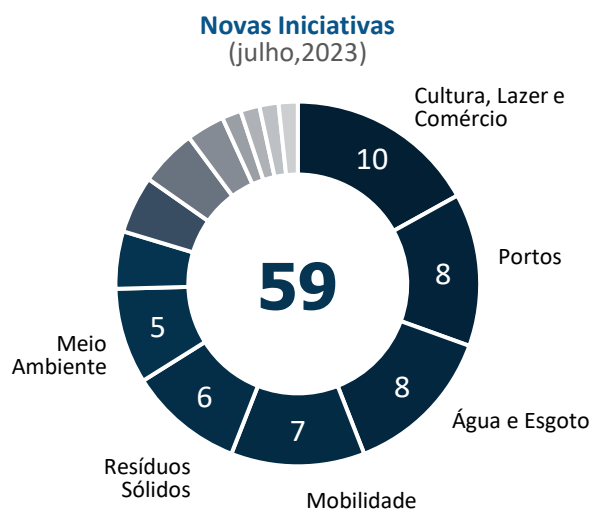 Novas Iniciativas
(julho,2023)
Cultura, Lazer e
Comércio
10
Portos
8
59
8
Água e Esgoto
7
Mobilidade
6
Resíduos
Sólidos
5
Meio
Ambiente